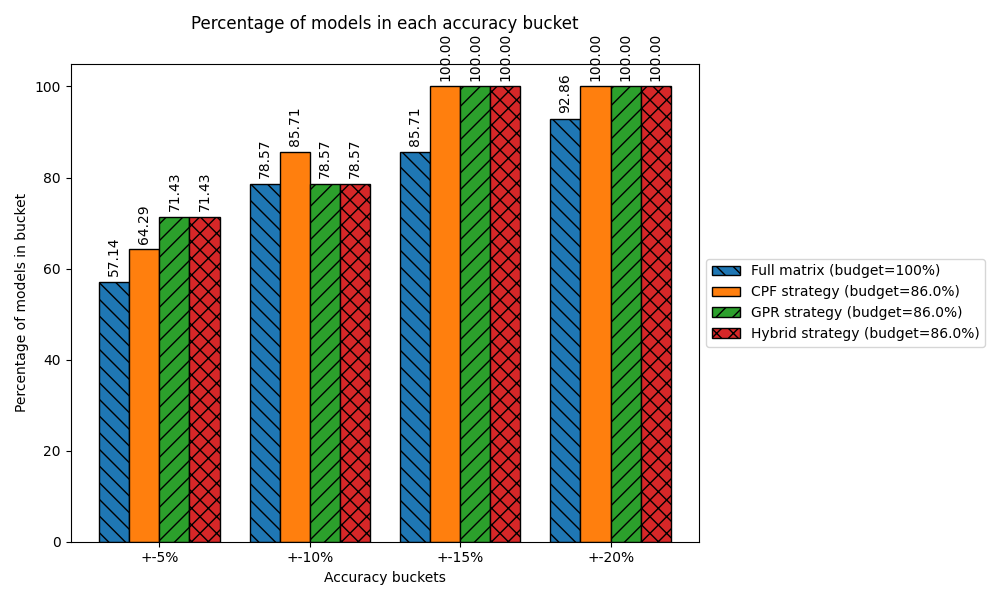 Percentage of models in each accuracy bucket
100.00 100.00 100.00 100.00 100.00 100.00
92.86
85.71 85.71
78.57 78.57 78.57
71.43 71.43
64.29
57.14
Percentage of models in bucket
100
80
60
40
20
0
+-5% +-10% +-15% +-20%
Accuracy buckets
Full matrix (budget=100%)
CPF strategy (budget=86.0%)
GPR strategy (budget=86.0%)
Hybrid strategy (budget=86.0%)